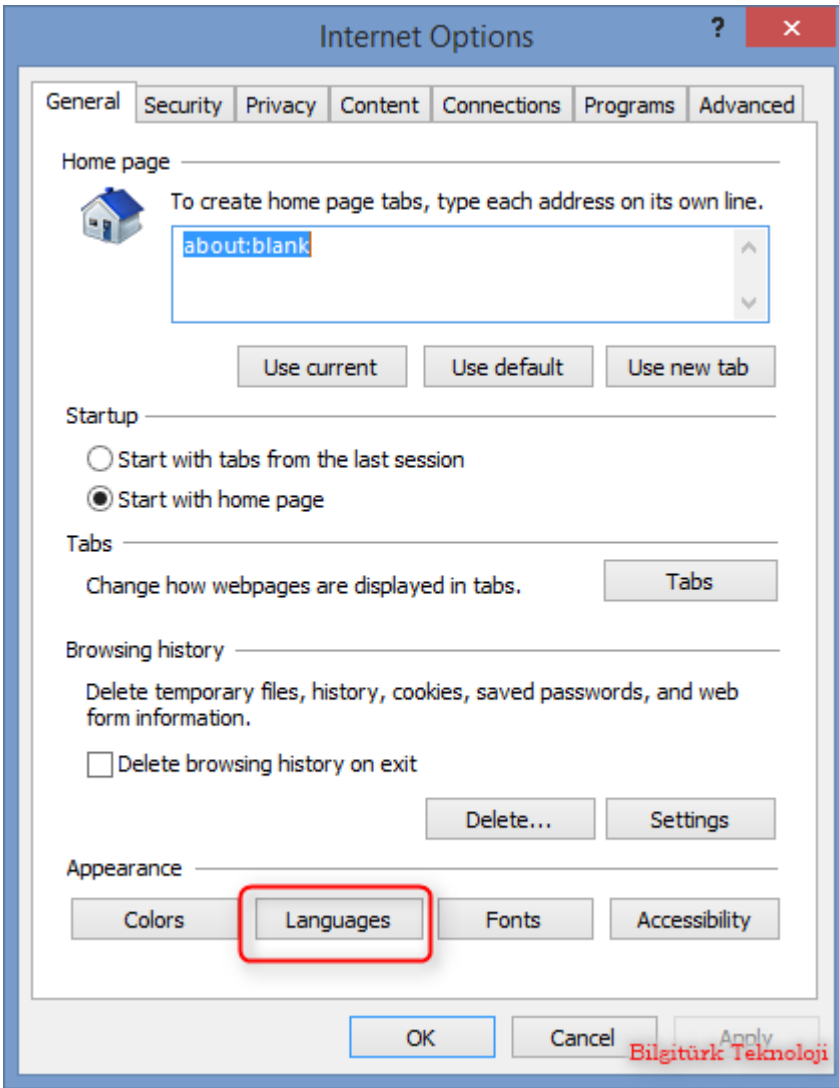 Internet Options
?
General Security Privacy Content Connections Programs Advanced
Home page
To create home page tabs, type each address on its own line.
about:blank
Use current Use default Use new tab
Startup
Start with tabs from the last session
Start with home page
Tabs
Change how webpages are displayed in tabs. Tabs
Browsing history
Delete temporary files, history, cookies, saved passwords, and web
form information.
Delete browsing history on exit
Delete... Settings
Appearance
Colors Languages Fonts Accessibility
OK Cancel Apply
Bilgitürk Teknoloji